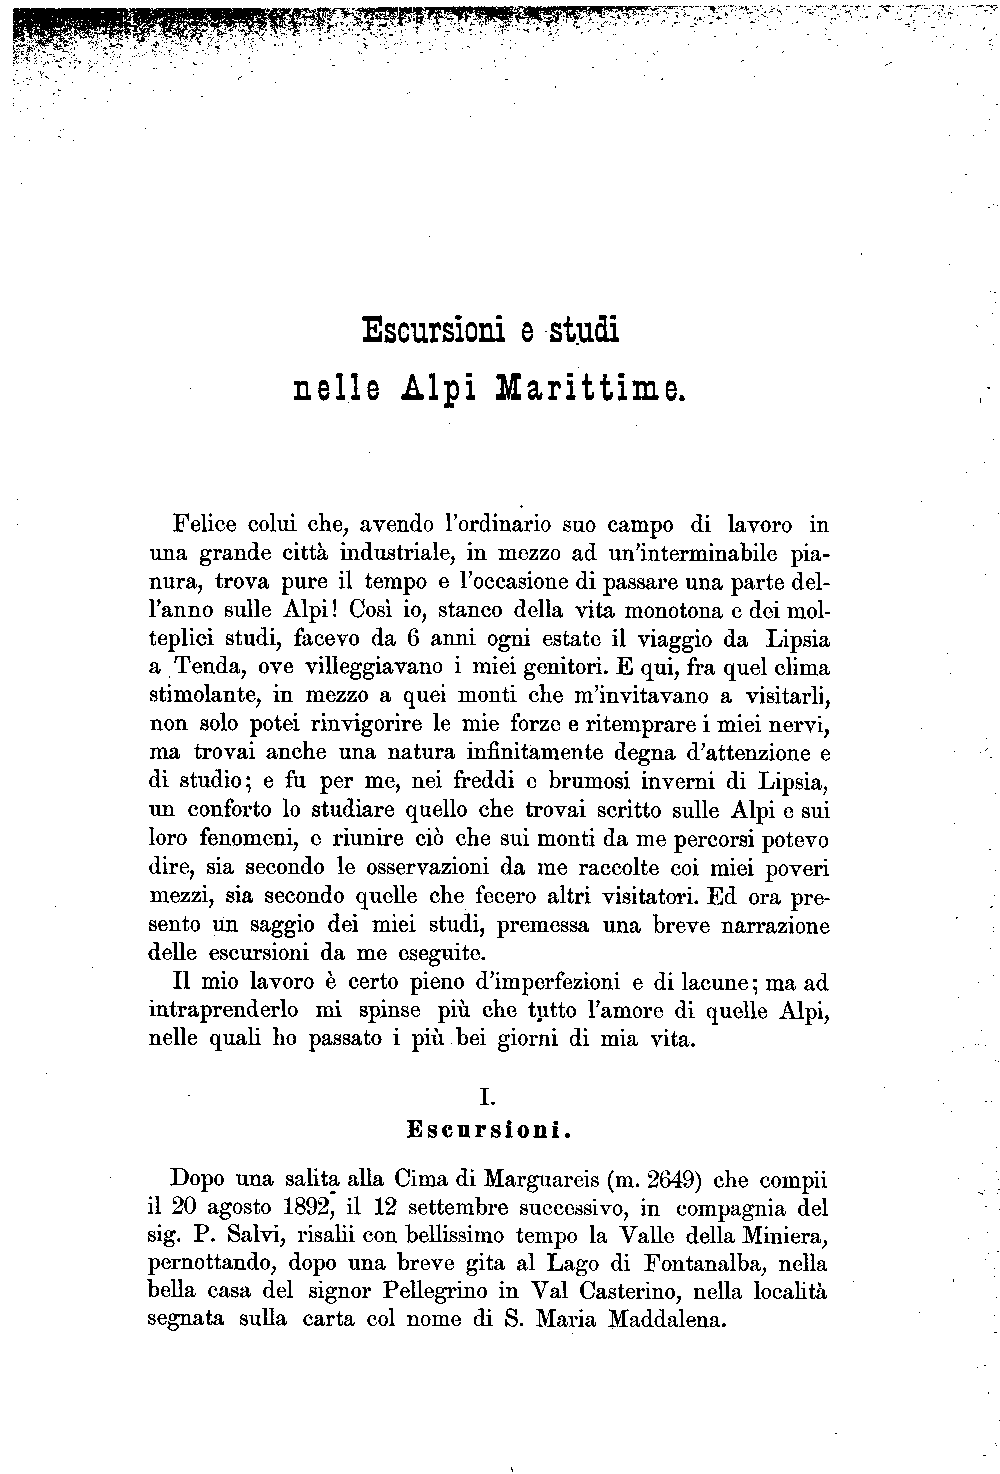 Escursioni e studi
nelle Alpi Marittime.
Felice colui che, avendo l'ordinario suo campo di lavoro in
una grande città industriale, in mezzo ad un'interminabile pia-
nura, trova pure il tempo e l'occasione di passare una parte del-
l'anno sulle Alpi! Così io, stanco della vita monotona e dei mol-
teplici studi, facevo da 6 anni ogni estate il viaggio da Lipsia
a Tenda, ove villeggiavano i miei genitori. E qui, fra quel clima
stimolante, in mezzo a quei monti che m'invitavano a visitarli,
non solo potei rinvigorire le mie forze e ritemprare i miei nervi,
ma trovai anche una natura infinitamente degna d'attenzione e
di studio; e fu per me, nei freddi e brumosi inverni di Lipsia,
un conforto lo studiare quello che trovai scritto sulle Alpi e sui
loro fenomeni, e riunire ciò che sui monti da me percorsi potevo
dire, sia secondo le osservazioni da me raccolte coi miei poveri
mezzi, sia secondo quelle che fecero altri visitatori. Ed ora pre-
sento un saggio dei miei studi, premessa una breve narrazione
delle escursioni da me eseguite.
Il mio lavoro è certo pieno d'imperfezioni e di lacune; ma ad
intraprenderlo mi spinse più che tutto l'amore di quelle Alpi,
nelle quali ho passato i più bei giorni di mia vita.
I.
Escursioni.
Dopo una salita alla Cima di Marguareis (m. 2649) che compii
il 20 agosto 1892, il 12 settembre successivo, in compagnia del
sig. P. Salvi, risalii con bellissimo tempo la Valle della Miniera,
pernottando, dopo una breve gita al Lago di Fontanalba, nella
bella casa del signor Pellegrino in Val Casterino, nella località
segnata sulla carta col nome di S. Maria Maddalena.